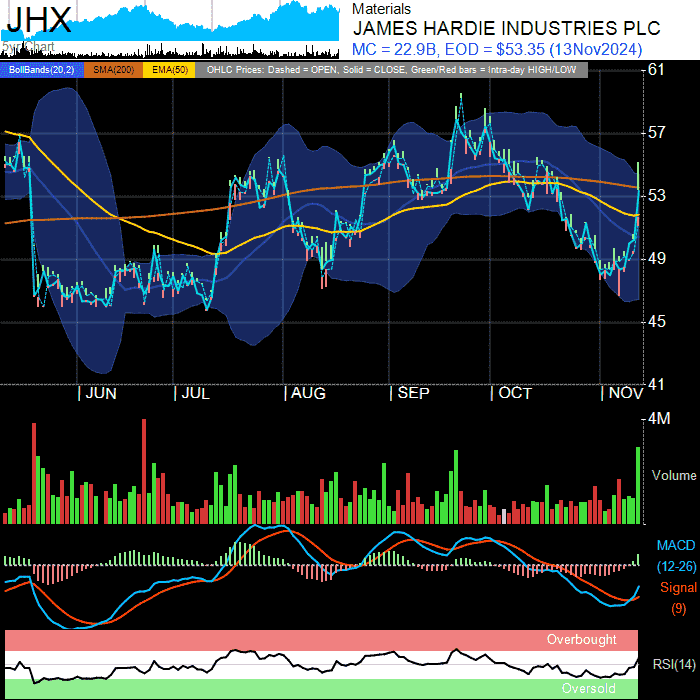 JHX
5yr Chart
Materials
JAMES HARDIE INDUSTRIES PLC
MC = 22.9B, EOD = $53.35 (13Nov2024)
BollBands(20,2) SMA(200) EMA(50) OHLC Prices: Dashed = OPEN, Solid = CLOSE, Green/Red bars = Intra-day HIGH/LOW
61
57
53
49
45
41
| JUN | JUL | AUG | SEP | OCT | NOV
4M
Volume
MACD
(12-26)
Signal
(9)
Overbought
RSI(14)
Oversold